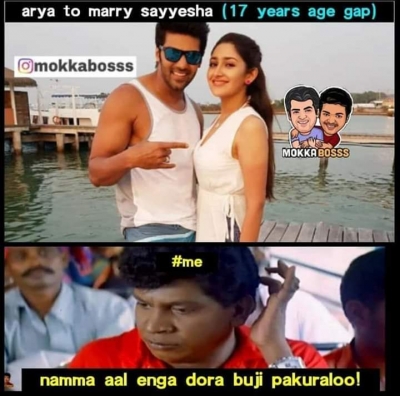 arya to marry sayyesha (17 years age gap)
@mokkabosss
MOKKABOSSS
#me
namma aal enga dora buji pakuraloo!